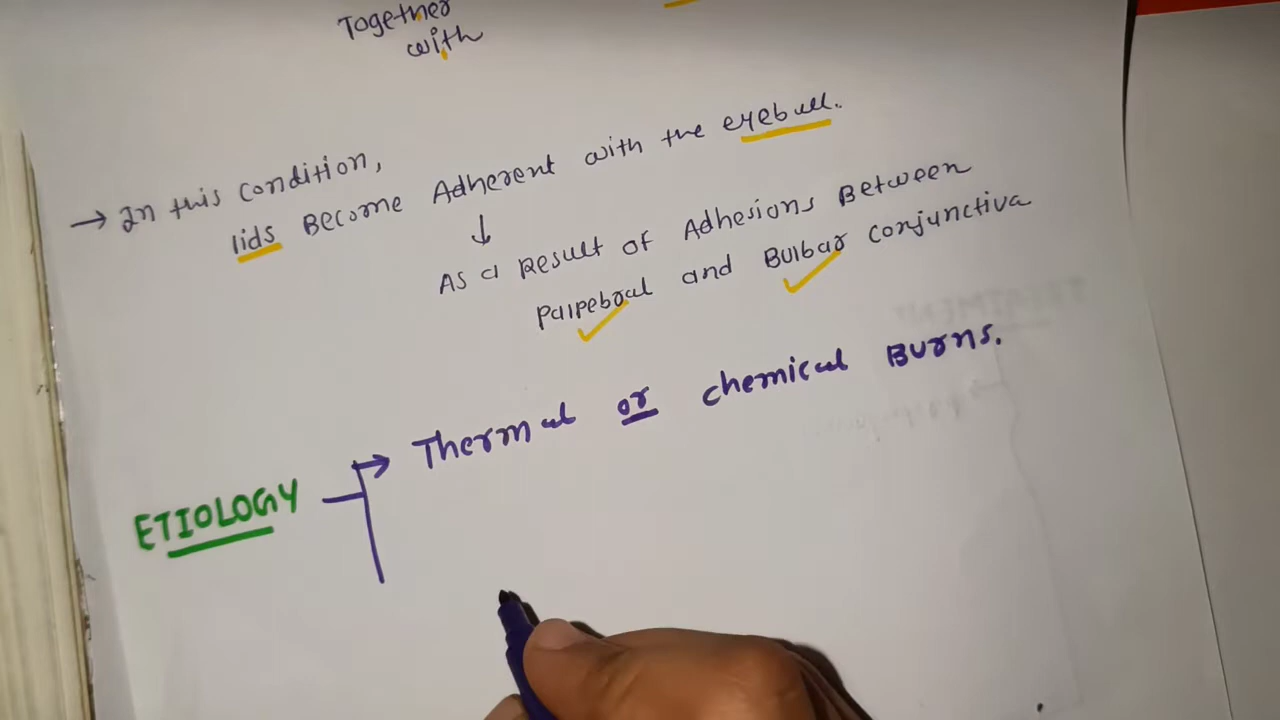 Together
with
→ In this condition,
lids Become Adherent with the eyeball.
↓
As a Result of Adhesions Between
palpebral and Bulbar conjunctiva
Thermal or chemical Burns.
ETIOLOGY
TREATMENT